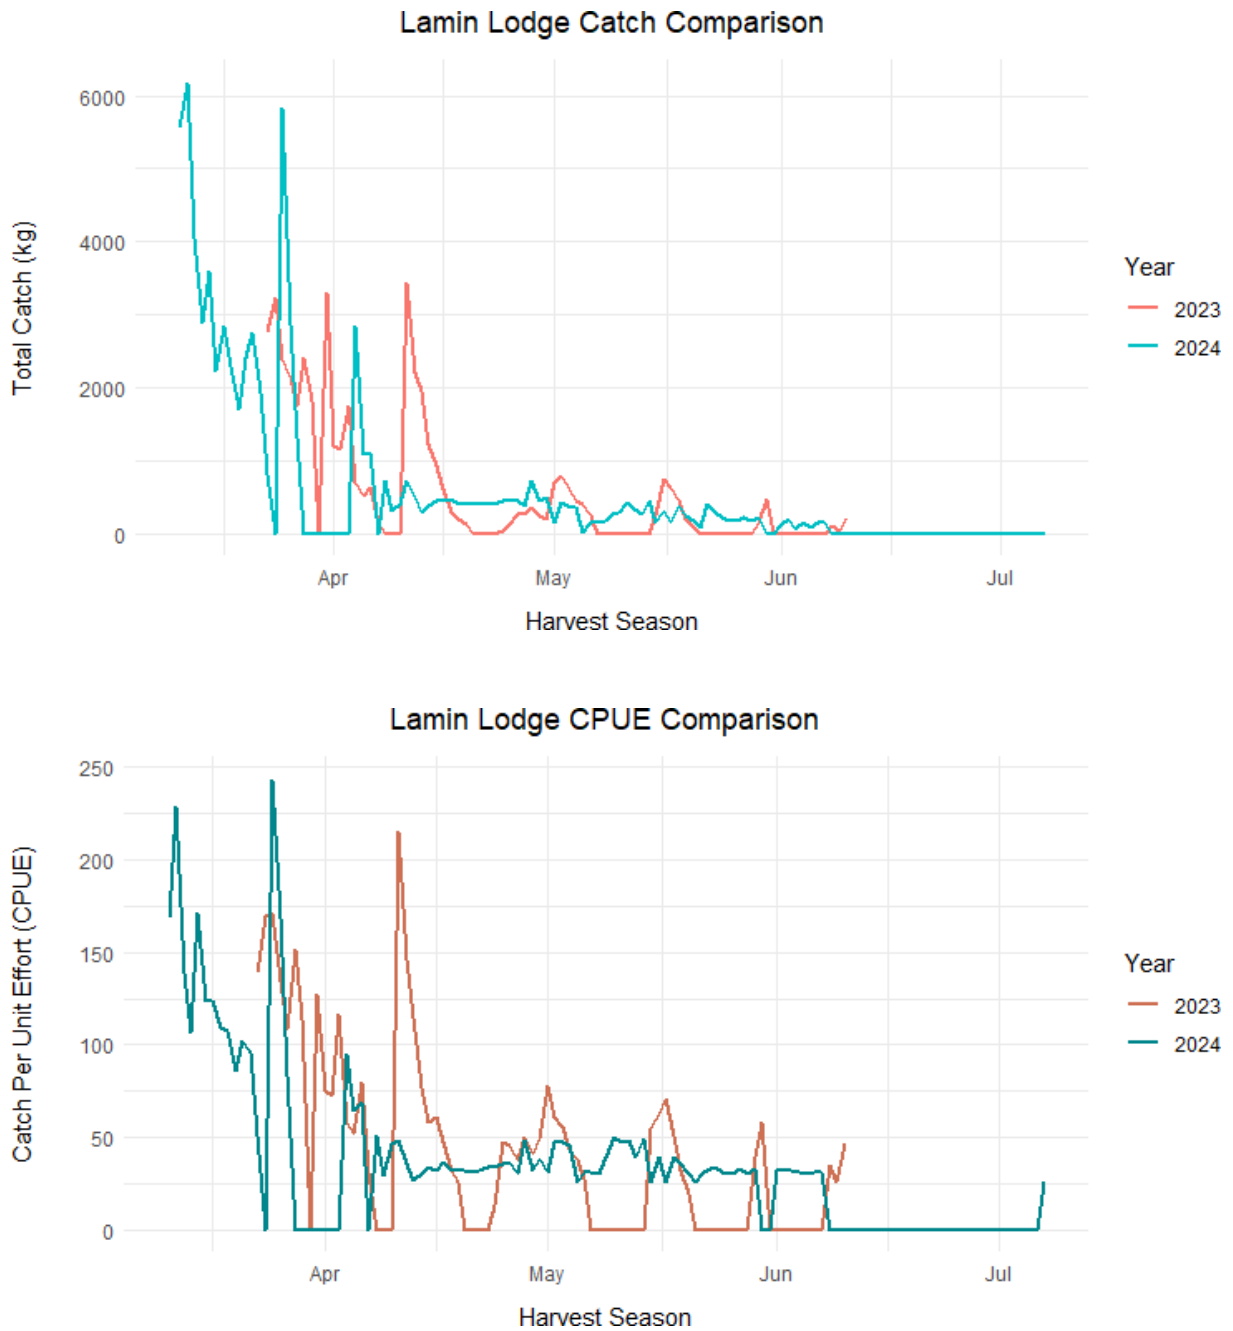 Lamin Lodge Catch Comparison
6000
4000
2000
0
Total Catch (kg)
Apr May Jun Jul
Harvest Season
Year
2023
2024
Lamin Lodge CPUE Comparison
250
200
150
100
50
0
Catch Per Unit Effort (CPUE)
Apr May Jun Jul
Harvest Season
Year
2023
2024